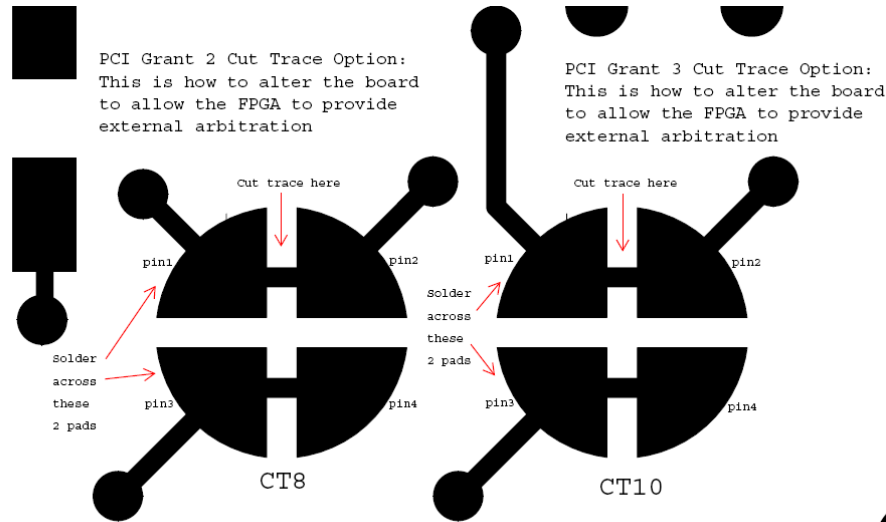 PCI Grant 2 Cut Trace Option:
This is how to alter the board
to allow the FPGA to provide
external arbitration
PCI Grant 3 Cut Trace Option:
This is how to alter the board
to allow the FPGA to provide
external arbitration
Cut trace here
pin1
pin2
Solder
across
these
2 pads
pin3
pin4
CT8
Cut trace here
pin1
pin2
Solder
across
these
2 pads
pin3
pin4
CT10